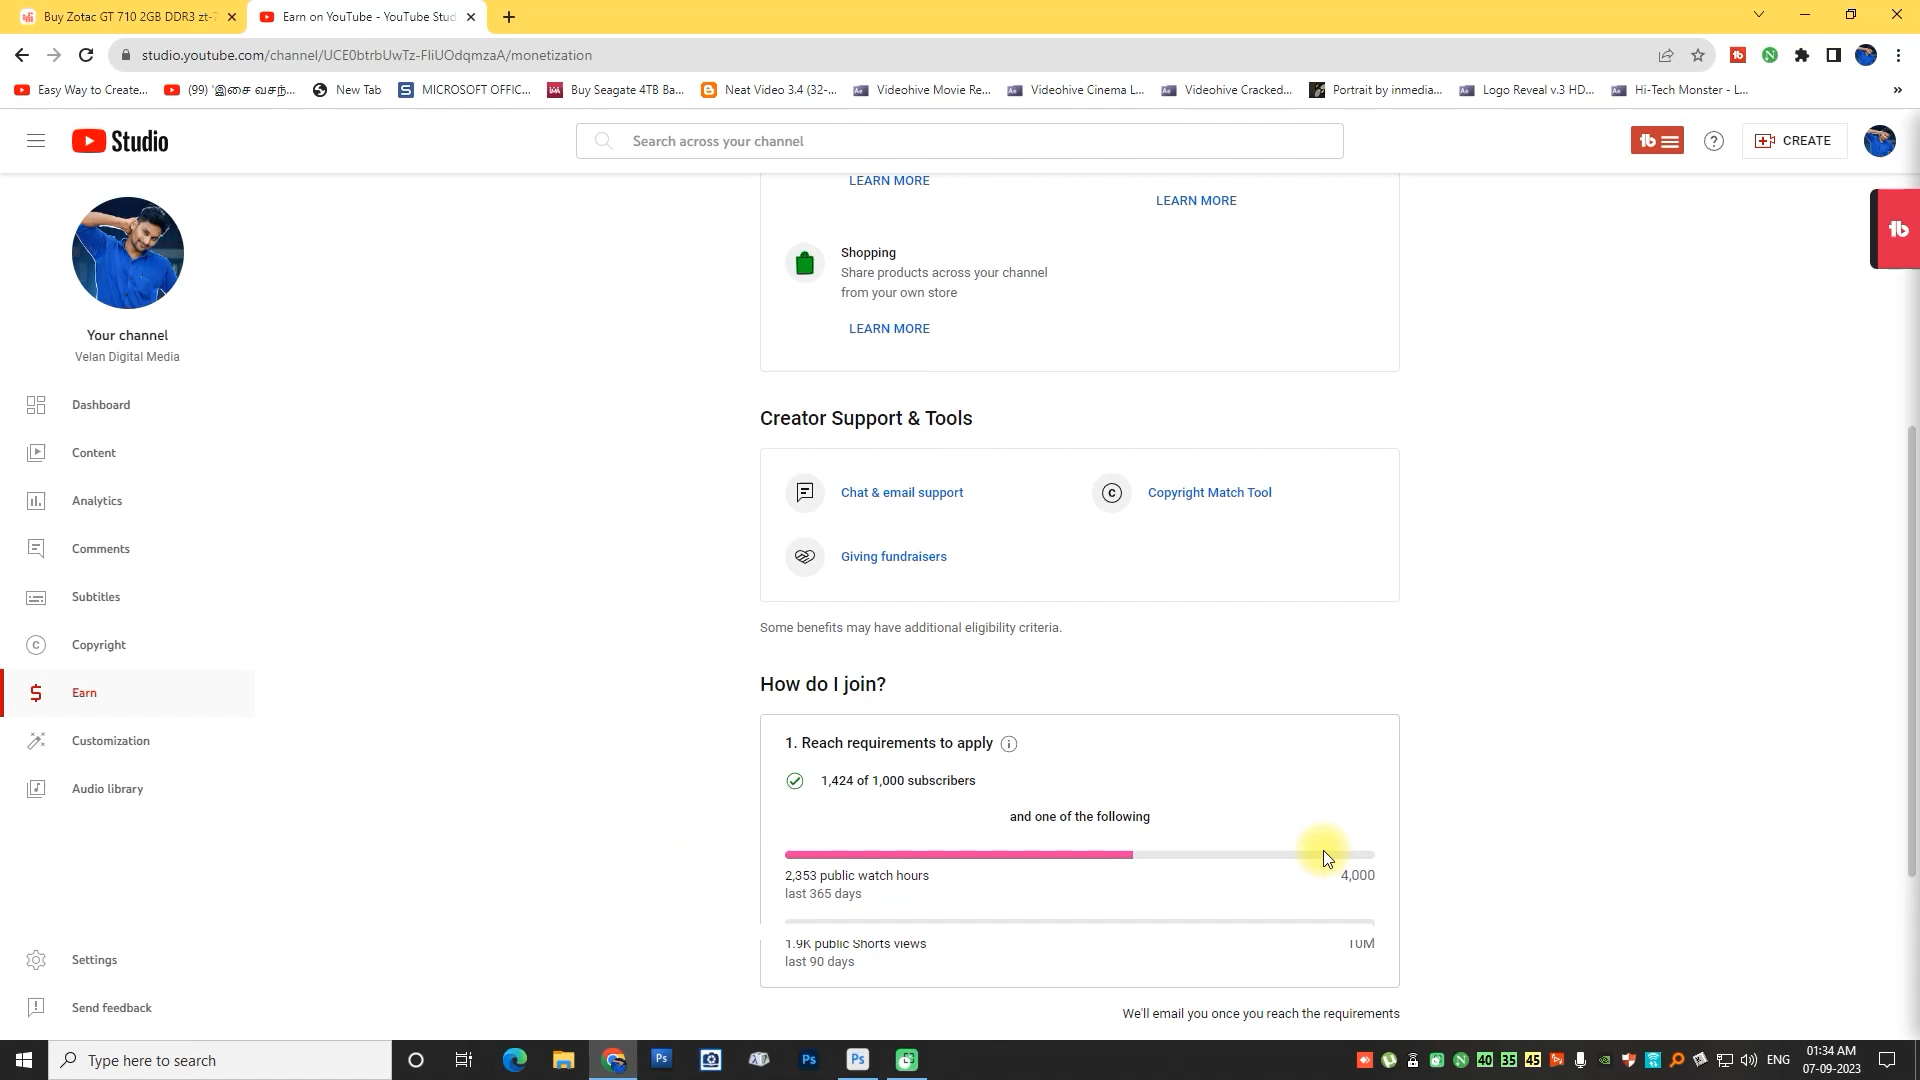 Buy Zotac GT 710 2GB DDR3 zt-7
Earn on YouTube - YouTube Stud
studio.youtube.com/channel/UCE0btrbUwTz-FIiUOdqmzaA/monetization
Easy Way to Create...
(99) 'இசை வசந்...
New Tab
MICROSOFT OFFIC...
Buy Seagate 4TB Ba...
Neat Video 3.4 (32-...
Videohive Movie Re...
Videohive Cinema L...
Videohive Cracked...
Portrait by inmedia...
Logo Reveal v.3 HD...
Hi-Tech Monster - L...
»
Studio
Search across your channel
CREATE
LEARN MORE
LEARN MORE
Shopping
Share products across your channel
from your own store
LEARN MORE
Your channel
Velan Digital Media
Dashboard
Content
Analytics
Comments
Subtitles
Copyright
Earn
Customization
Audio library
Settings
Send feedback
Creator Support & Tools
Chat & email support
Copyright Match Tool
Giving fundraisers
Some benefits may have additional eligibility criteria.
How do I join?
1. Reach requirements to apply
1,424 of 1,000 subscribers
and one of the following
2,353 public watch hours
4,000
last 365 days
1.9K public Shorts views
10M
last 90 days
We'll email you once you reach the requirements
Type here to search
40
35
45
ENG
01:34 AM
07-09-2023